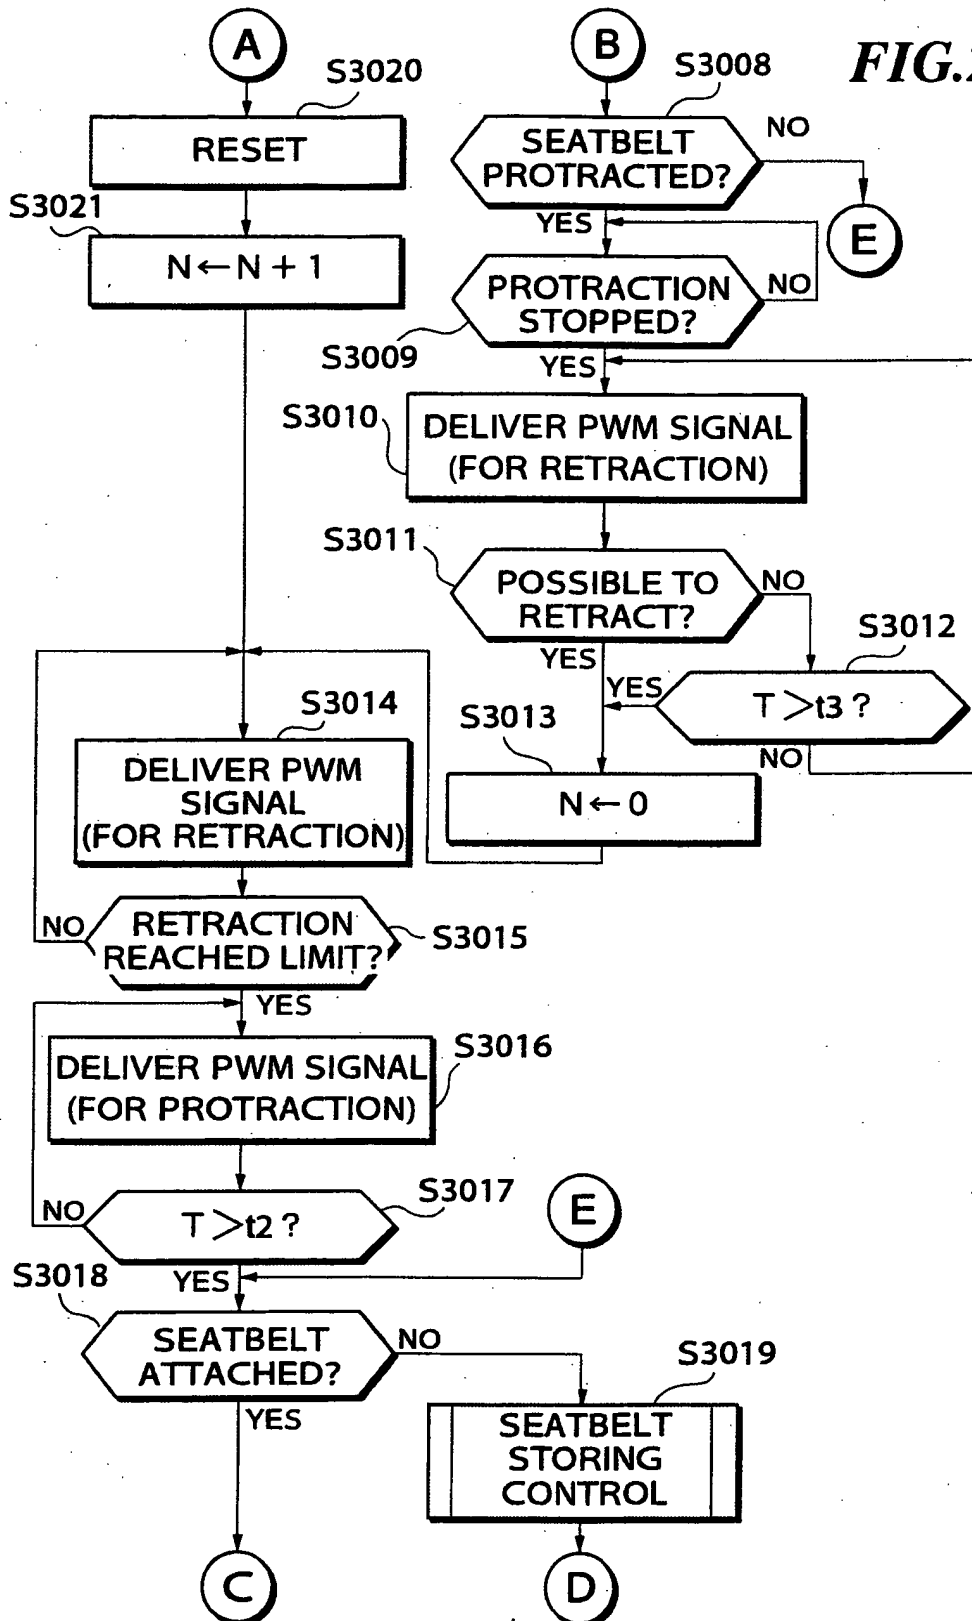 A
B
FIG.
S3020
S3008
RESET
SEATBELT
PROTRACTED?
NO
S3021
YES
E
N ← N + 1
PROTRACTION
STOPPED?
NO
S3009
YES
S3010
DELIVER PWM SIGNAL
(FOR RETRACTION)
S3011
POSSIBLE TO
RETRACT?
NO
S3012
YES
YES
T > t3 ?
S3014
S3013
NO
DELIVER PWM
SIGNAL
(FOR RETRACTION)
N ← 0
NO
RETRACTION
REACHED LIMIT?
S3015
YES
S3016
DELIVER PWM SIGNAL
(FOR PROTRACTION)
S3017
E
NO
T > t2 ?
S3018
YES
SEATBELT
ATTACHED?
NO
S3019
YES
SEATBELT
STORING
CONTROL
C
D